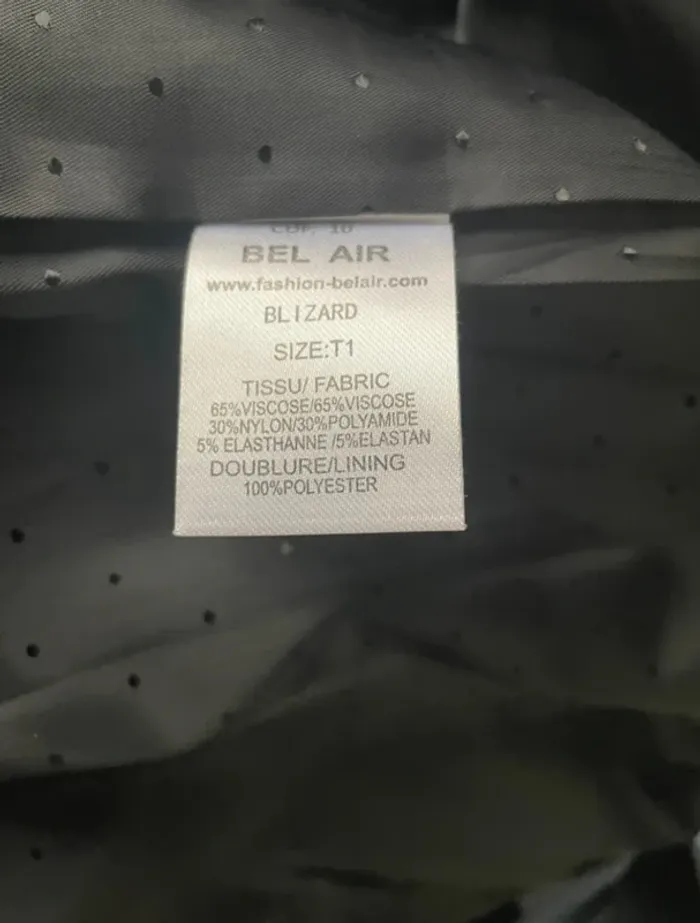 BEL AIR
www.fashion-belair.com
BLIZARD
SIZE:T1
TISSU/ FABRIC
65%VISCOSE/65%VISCOSE
30%NYLON/30%POLYAMIDE
5% ELASTHANNE /5%ELASTAN
DOUBLURE/LINING
100%POLYESTER